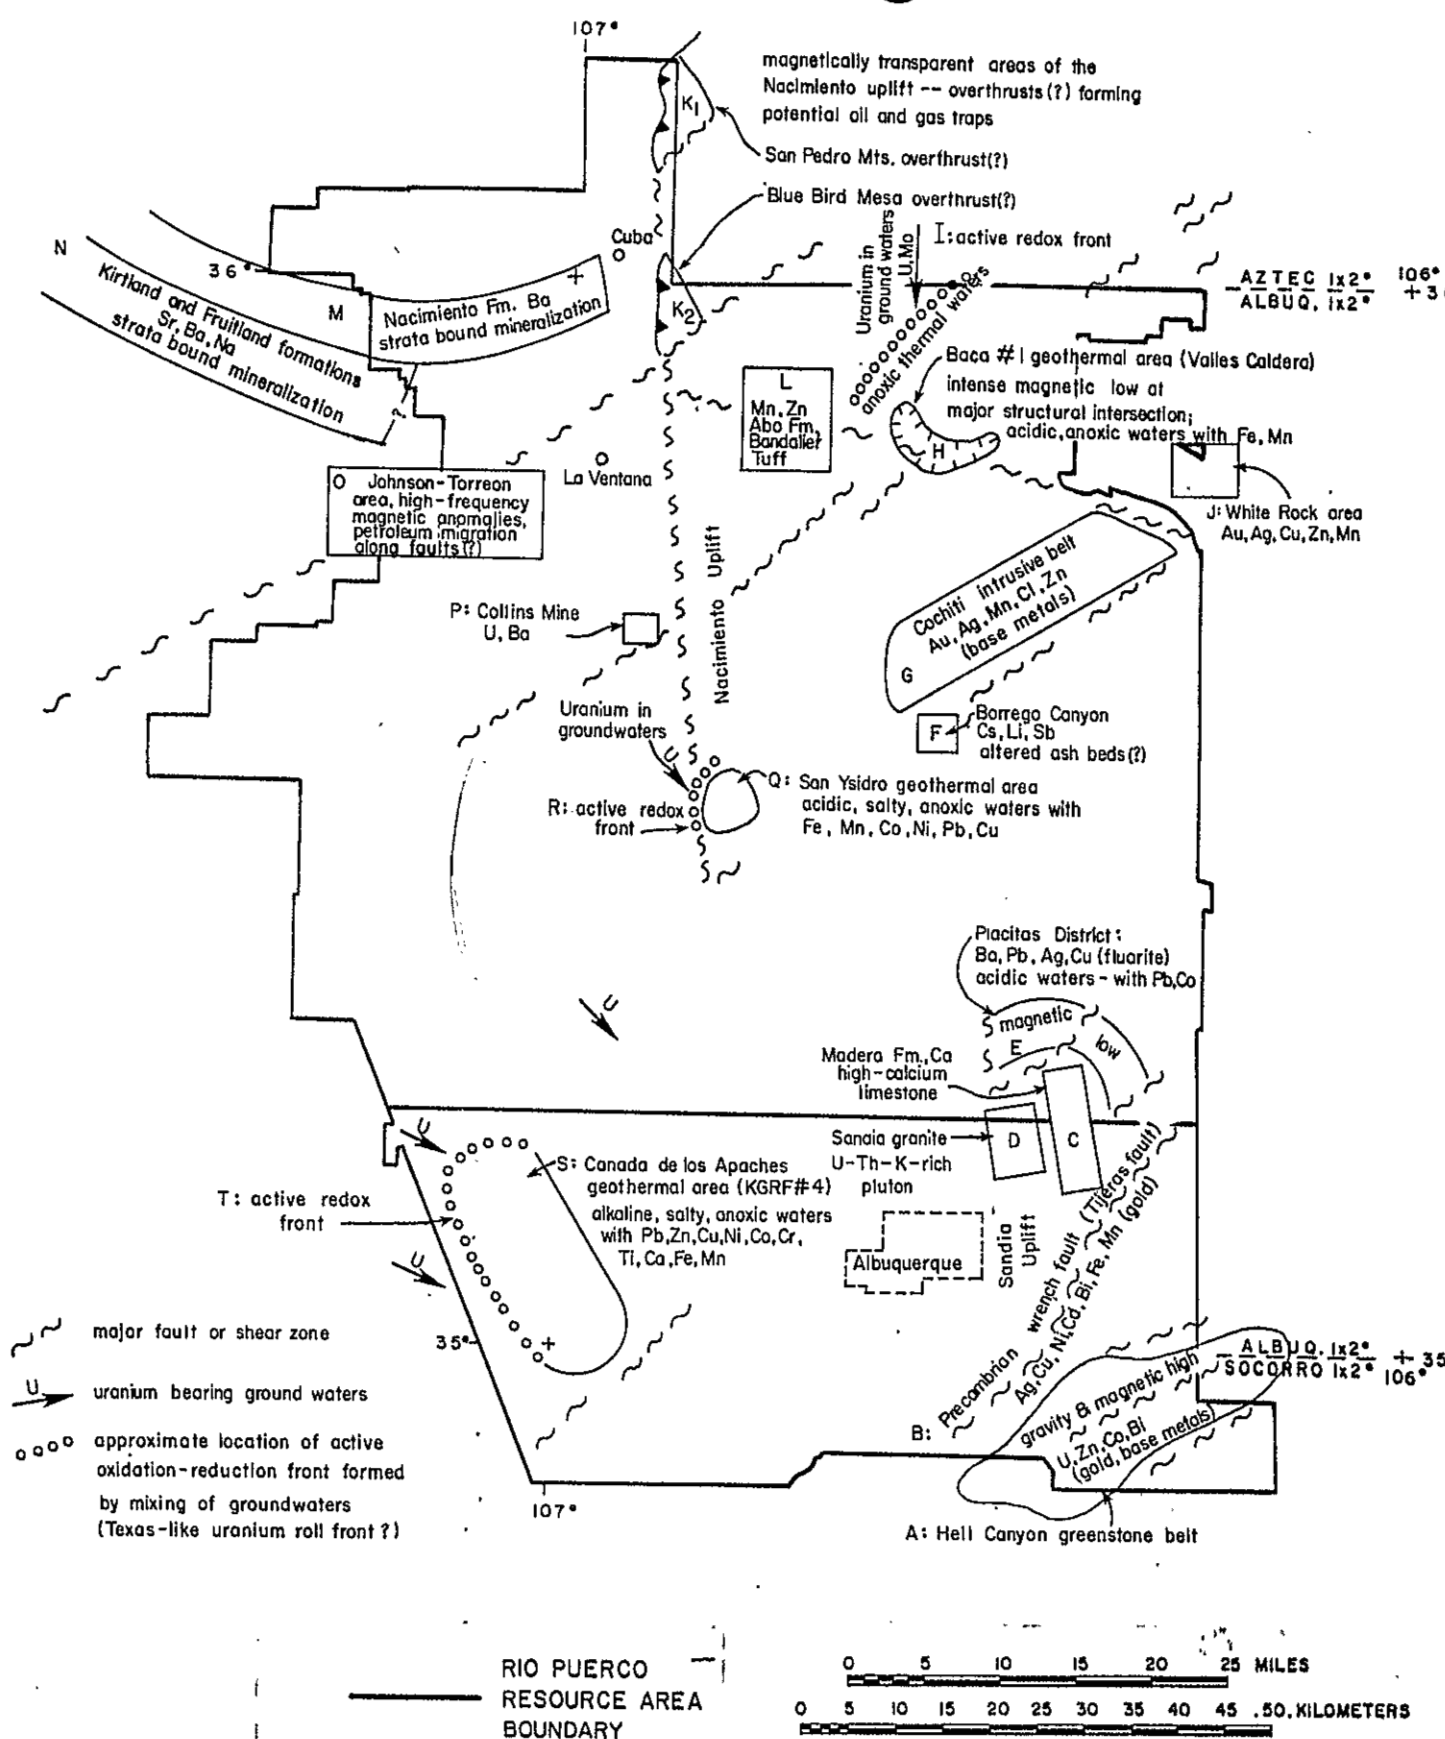 107°
magnetically transparent areas of the
Nacimiento uplift -- overthrusts(?) forming
potential oil and gas traps
K1
San Pedro Mts. overthrust(?)
Blue Bird Mesa overthrust(?)
Cuba
N
36°
Kirtland and Fruitland formations
Sr, Ba, Na
strata bound mineralization
M
Nacimiento Fm. Ba
strata bound mineralization
?
K2
Uranium in
ground waters
U,Mo
I: active redox front
anoxic thermal waters
AZTEC 1x2°
ALBUQ. 1x2°
106°
+ 3
Baca #1 geothermal area (Valles Caldera)
intense magnetic low at
major structural intersection;
acidic, anoxic waters with Fe, Mn
L
Mn, Zn
Abo Fm,
Bandalier
Tuff
H
La Ventana
O Johnson-Torreon
area, high-frequency
magnetic anomalies,
petroleum migration
along faults(?)
J: White Rock area
Au, Ag, Cu, Zn, Mn
Nacimiento Uplift
Cochiti intrusive belt
Au, Ag, Mn, Cl, Zn
(base metals)
G
P: Collins Mine
U, Ba
Uranium in
groundwaters
U
F
Borrego Canyon
Cs, Li, Sb
altered ash beds(?)
Q: San Ysidro geothermal area
acidic, salty, anoxic waters with
Fe, Mn, Co, Ni, Pb, Cu
R: active redox
front
Placitas District:
Ba, Pb, Ag, Cu (fluarite)
acidic waters - with Pb,Co
U
magnetic
low
E
Madera Fm., Ca
high-calcium
limestone
Sandia granite
U-Th-K-rich
pluton
D
C
U
S: Canada de los Apaches
geothermal area (KGRF#4)
alkaline, salty, anoxic waters
with Pb, Zn, Cu, Ni, Co, Cr,
Ti, Ca, Fe, Mn
T: active redox
front
U
Albuquerque
Sandia
Uplift
B: Precambrian wrench fault (Tijeras fault)
Ag, Cu, Ni, Cd, Bi, Fe, Mn (gold)
35°
ALBUQ. 1x2°
SOCORRO 1x2°
+ 35
106°
gravity & magnetic high
U, Zn, Co, Bi
(gold, base metals)
A: Hell Canyon greenstone belt
107°
major fault or shear zone
U
uranium bearing ground waters
approximate location of active
oxidation-reduction front formed
by mixing of groundwaters
(Texas-like uranium roll front ?)
RIO PUERCO
RESOURCE AREA
BOUNDARY
0 5 10 15 20 25 MILES
0 5 10 15 20 25 30 35 40 45 .50. KILOMETERS